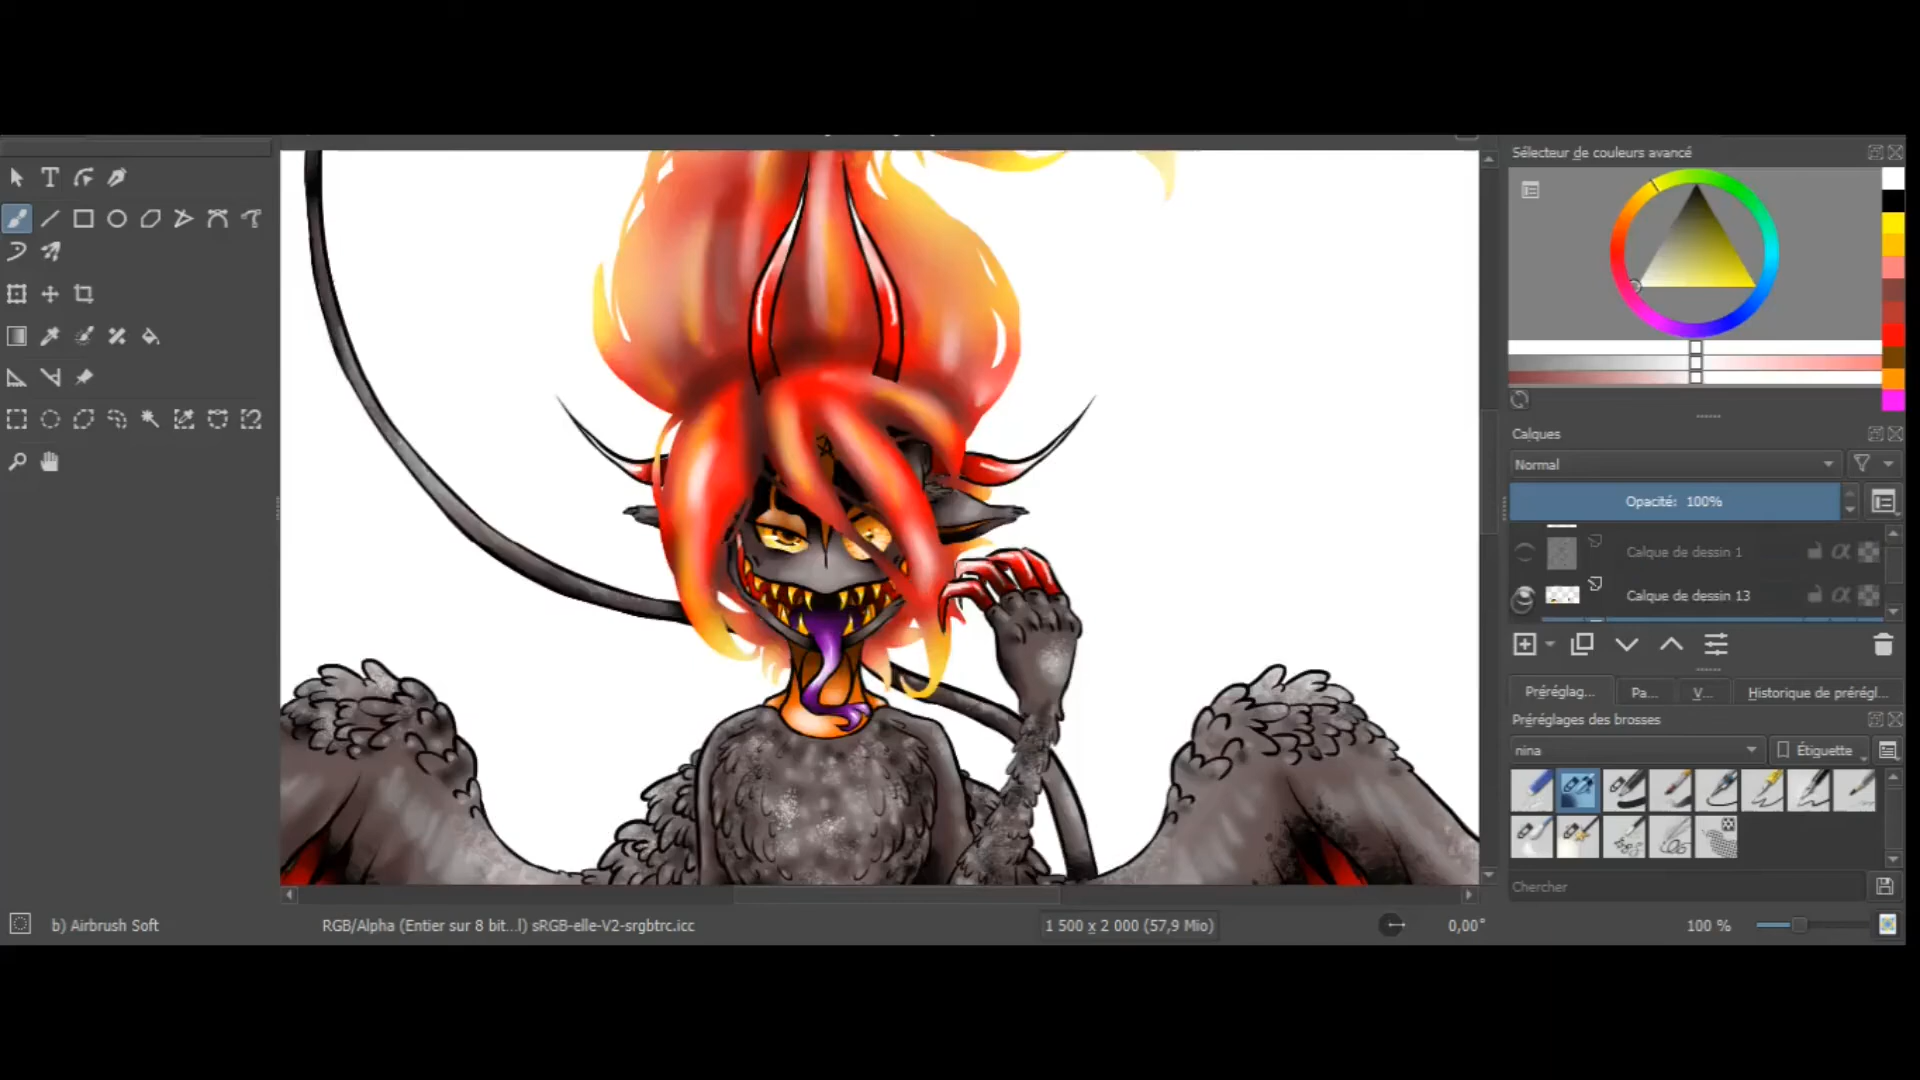 Sélecteur de couleurs avancé
Calques
Normal
Opacité: 100%
Calque de dessin 1
Calque de dessin 13
Préréglag...
Pa...
V...
Historique de prérégl...
Préréglages des brosses
nina
Étiquette
Chercher
b) Airbrush Soft
RGB/Alpha (Entier sur 8 bit...l) sRGB-elle-V2-srgbtrc.icc
1 500 x 2 000 (57,9 Mio)
0,00°
100 %